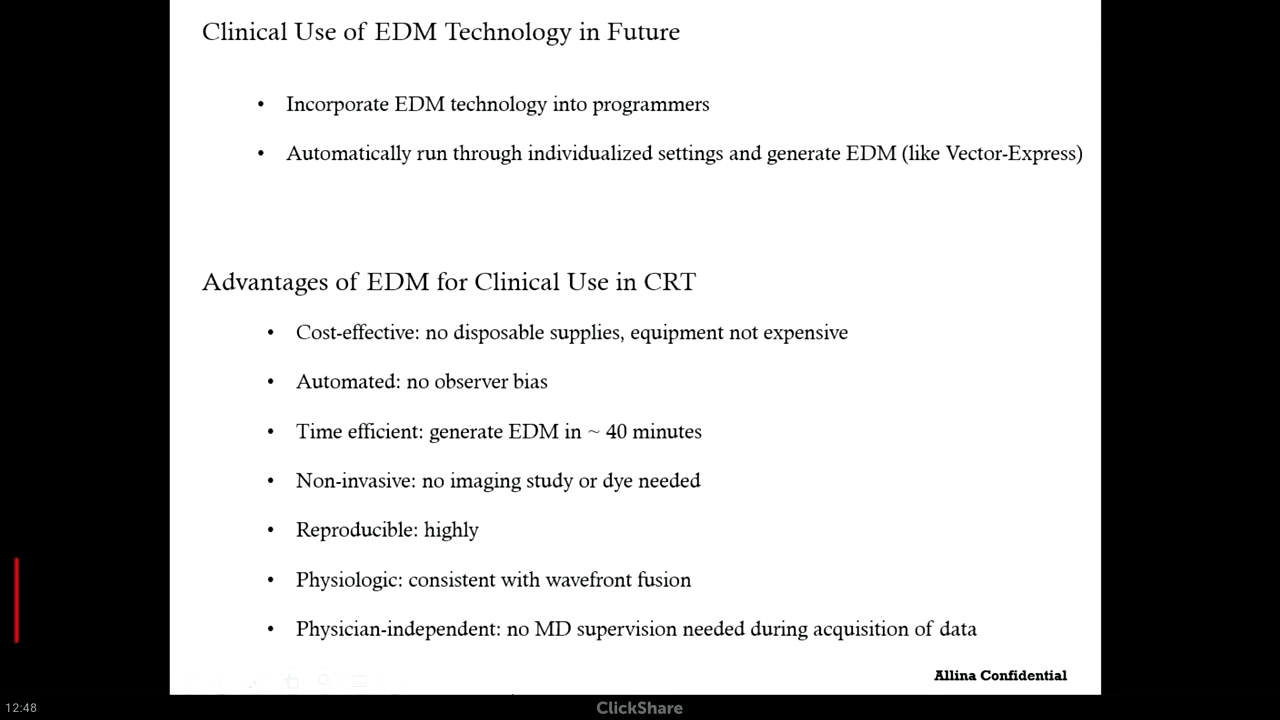 Clinical Use of EDM Technology in Future
• Incorporate EDM technology into programmers
• Automatically run through individualized settings and generate EDM (like Vector-Express)
Advantages of EDM for Clinical Use in CRT
• Cost-effective: no disposable supplies, equipment not expensive
• Automated: no observer bias
• Time efficient: generate EDM in ~ 40 minutes
• Non-invasive: no imaging study or dye needed
• Reproducible: highly
• Physiologic: consistent with wavefront fusion
• Physician-independent: no MD supervision needed during acquisition of data
Allina Confidential
12:48
ClickShare